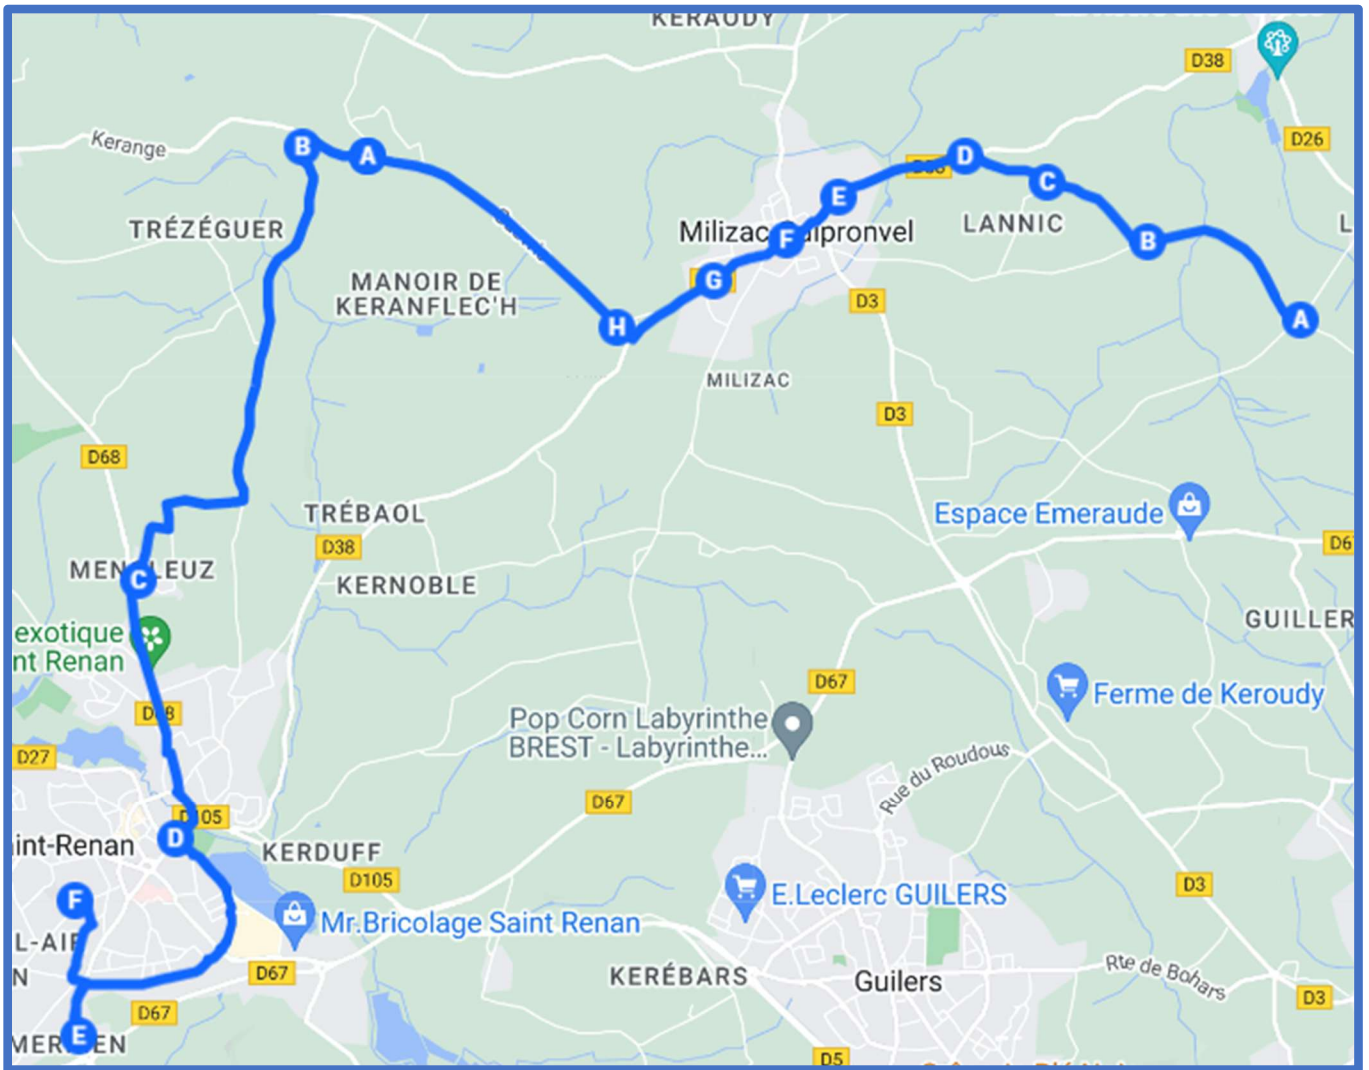 KERAUDY
D38
D26
Kerange
B
A
D
C
E
TRÉZÉGUER
Milizac
F
LANNIC
B
MANOIR DE
KERANFLEC'H
G
D3
H
A
MILIZAC
D3
D68
TRÉBAOL
Espace Emeraude
D38
C
KERNOBLE
GUILLER
exotique
nt Renan
D67
Ferme de Keroudy
Pop Corn Labyrinthe
BREST - Labyrinthe...
D27
Rue du Roudous
D67
D105
D
int-Renan
KERDUFF
D105
D3
F
E.Leclerc GUILERS
Mr.Bricolage Saint Renan
L-AIR
N
D67
KERÉBARS
Guilers
Rte de Bohars
D3
D67
E
D5